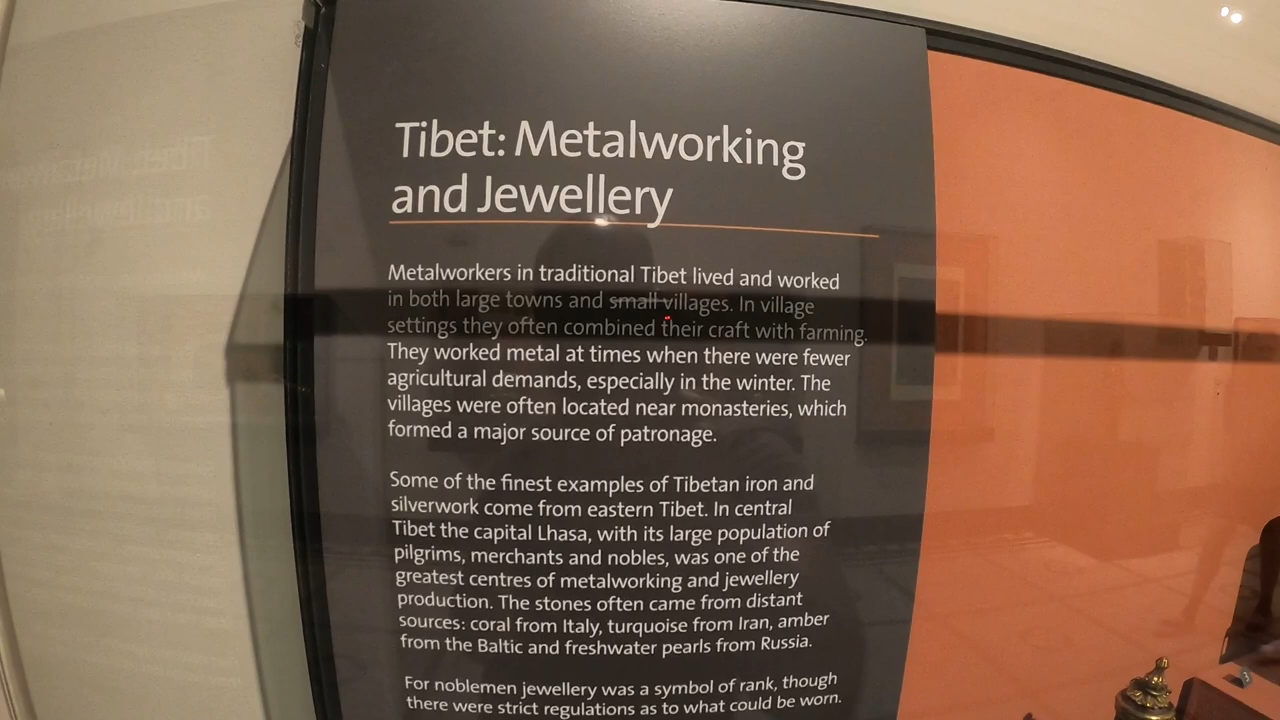 Tibet: Metalworking
and Jewellery
Metalworkers in traditional Tibet lived and worked
in both large towns and small villages. In village
settings they often combined their craft with farming.
They worked metal at times when there were fewer
agricultural demands, especially in the winter. The
villages were often located near monasteries, which
formed a major source of patronage.
Some of the finest examples of Tibetan iron and
silverwork come from eastern Tibet. In central
Tibet the capital Lhasa, with its large population of
pilgrims, merchants and nobles, was one of the
greatest centres of metalworking and jewellery
production. The stones often came from distant
sources: coral from Italy, turquoise from Iran, amber
from the Baltic and freshwater pearls from Russia.
For noblemen jewellery was a symbol of rank, though
there were strict regulations as to what could be worn.